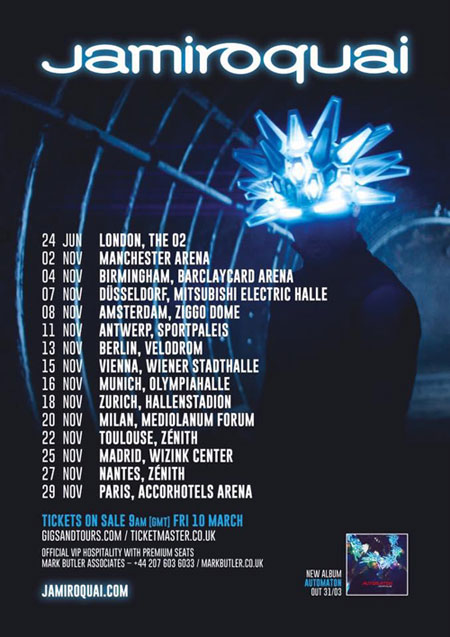 Jamiroquai
24 JUN LONDON, THE O2
02 NOV MANCHESTER ARENA
04 NOV BIRMINGHAM, BARCLAYCARD ARENA
07 NOV DÜSSELDORF, MITSUBISHI ELECTRIC HALLE
08 NOV AMSTERDAM, ZIGGO DOME
11 NOV ANTWERP, SPORTPALEIS
13 NOV BERLIN, VELODROM
15 NOV VIENNA, WIENER STADTHALLE
16 NOV MUNICH, OLYMPIAHALLE
18 NOV ZURICH, HALLENSTADION
20 NOV MILAN, MEDIOLANUM FORUM
22 NOV TOULOUSE, ZÉNITH
25 NOV MADRID, WIZINK CENTER
27 NOV NANTES, ZÉNITH
29 NOV PARIS, ACCORHOTELS ARENA
TICKETS ON SALE 9AM [GMT] FRI 10 MARCH
GIGSANDTOURS.COM / TICKETMASTER.CO.UK
OFFICIAL VIP HOSPITALITY WITH PREMIUM SEATS
MARK BUTLER ASSOCIATES – +44 207 603 6033 / MARKBUTLER.CO.UK
JAMIROQUAI.COM
NEW ALBUM
AUTOMATON
OUT 31/03
AUTOMATON